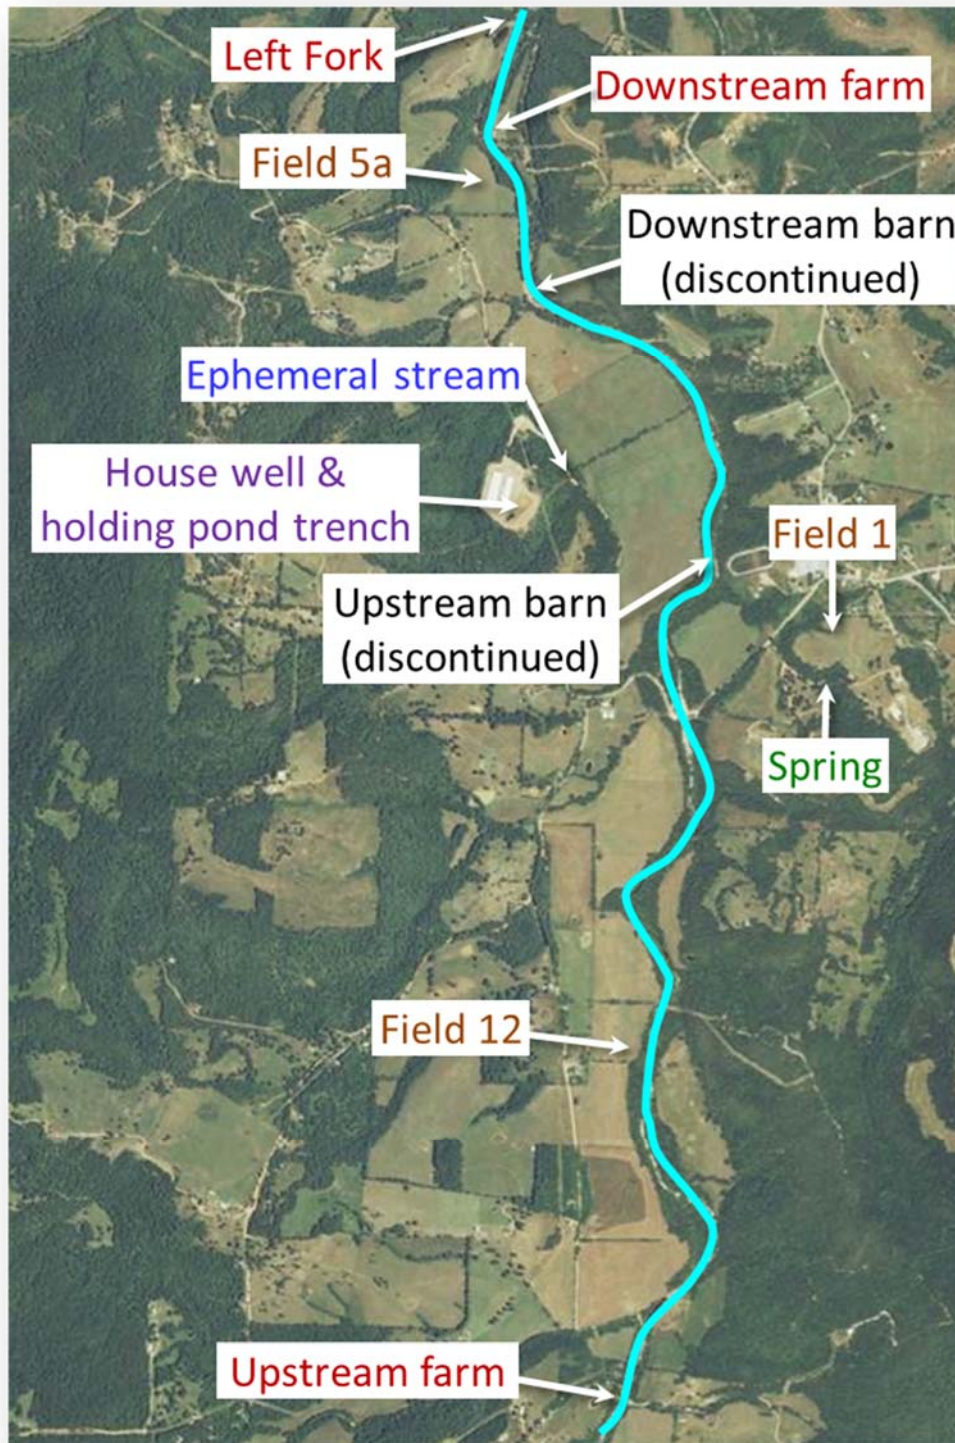 Left Fork
Downstream farm
Field 5a
Downstream barn
(discontinued)
Ephemeral stream
House well &
holding pond trench
Field 1
Upstream barn
(discontinued)
Spring
Field 12
Upstream farm